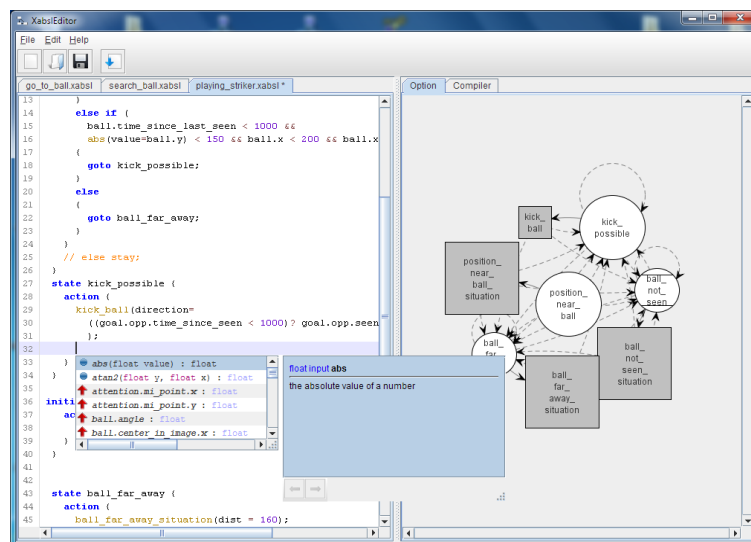 XabslEditor
File Edit Help
go_to_ball.xabsl search_ball.xabsl playing_striker.xabsl *
Option Compiler
13 }
14 else if (
15 ball.time_since_last_seen < 1000 &&
16 abs(value=ball.y) < 150 && ball.x < 200 && ball.x
17 {
18 goto kick_possible;
19 }
20 else
21 {
22 goto ball_far_away;
23 }
24 }
25 // else stay;
26 }
27 state kick_possible {
28 action {
29 kick_ball(direction=
30 ((goal.opp.time_since_seen < 1000)? goal.opp.seen
31 );
32
33 }
34 }
35
36 initi
37 ac
38
39 }
40 }
41
42
43 state ball_far_away {
44 action {
45 ball_far_away_situation(dist = 160);
abs(float value) : float
atan2(float y, float x) : float
attention.mi_point.x : float
attention.mi_point.y : float
ball.angle : float
ball.center_in_image.x : float
float input abs
the absolute value of a number
kick_
possible
kick_
ball
position_
near_
ball_
situation
position_
near_
ball
ball_
not_
seen
ball_
far_
ball_
far_
away_
situation
ball_
not_
seen_
situation